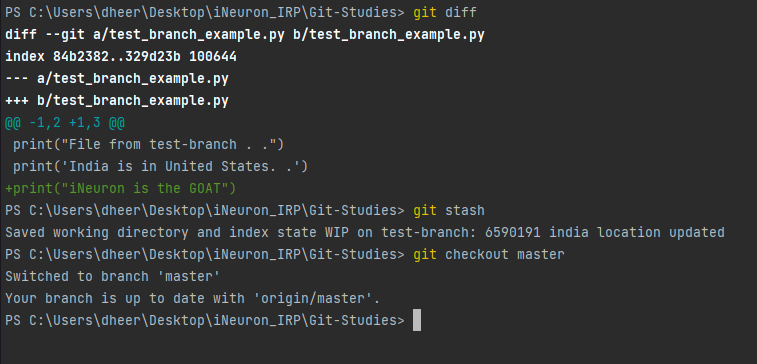 PS C:\Users\dheer\Desktop\iNeuron_IRP\Git-Studies> git diff
diff --git a/test_branch_example.py b/test_branch_example.py
index 84b2382..329d23b 100644
--- a/test_branch_example.py
+++ b/test_branch_example.py
@@ -1,2 +1,3 @@
 print("File from test-branch . .")
 print('India is in United States. .')
+print("iNeuron is the GOAT")
PS C:\Users\dheer\Desktop\iNeuron_IRP\Git-Studies> git stash
Saved working directory and index state WIP on test-branch: 6590191 india location updated
PS C:\Users\dheer\Desktop\iNeuron_IRP\Git-Studies> git checkout master
Switched to branch 'master'
Your branch is up to date with 'origin/master'.
PS C:\Users\dheer\Desktop\iNeuron_IRP\Git-Studies>